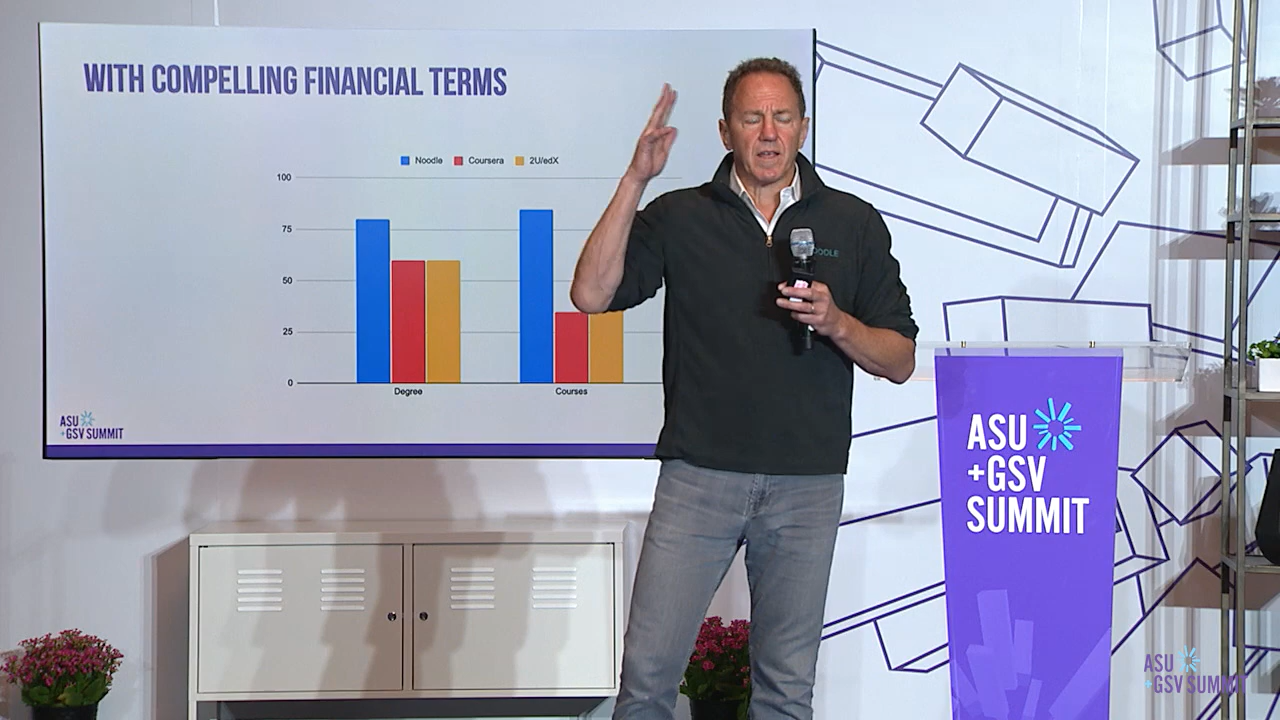 WITH COMPELLING FINANCIAL TERMS
Noodle Coursera 2U/edX
100
75
50
25
0
Degree Courses
ASU
+GSV SUMMIT
ASU
+GSV
SUMMIT
ASU
+GSV SUMMIT